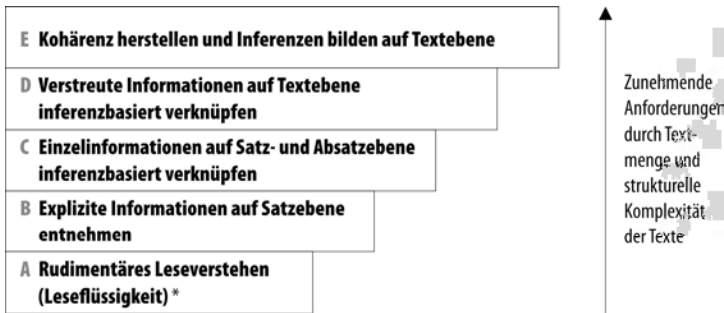 E Kohärenz herstellen und Inferenzen bilden auf Textebene
D Verstreute Informationen auf Textebene
inferenzbasiert verknüpfen
C Einzelinformationen auf Satz- und Absatzebene
inferenzbasiert verknüpfen
B Explizite Informationen auf Satzebene
entnehmen
A Rudimentäres Leseverstehen
(Leseflüssigkeit) *
Zunehmende
Anforderungen
durch Text-
menge und
strukturelle
Komplexität
der Texte